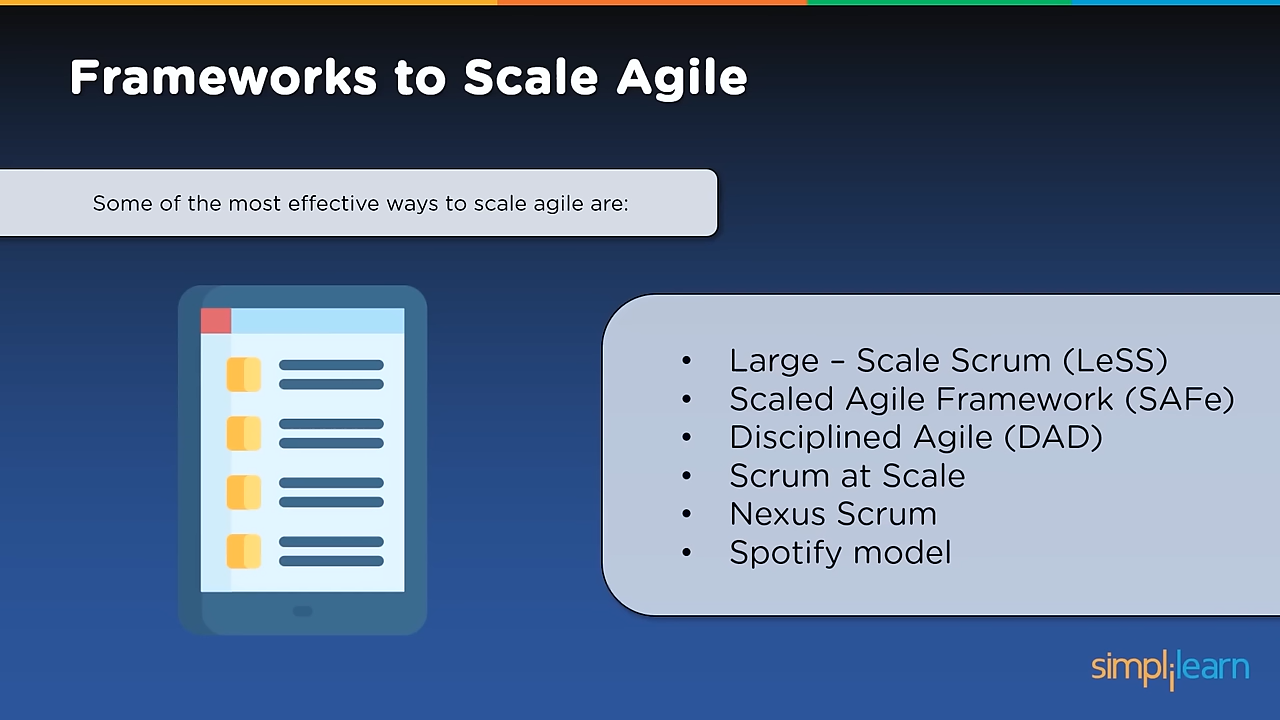 Frameworks to Scale Agile
Some of the most effective ways to scale agile are:
• Large – Scale Scrum (LeSS)
• Scaled Agile Framework (SAFe)
• Disciplined Agile (DAD)
• Scrum at Scale
• Nexus Scrum
• Spotify model
simplilearn